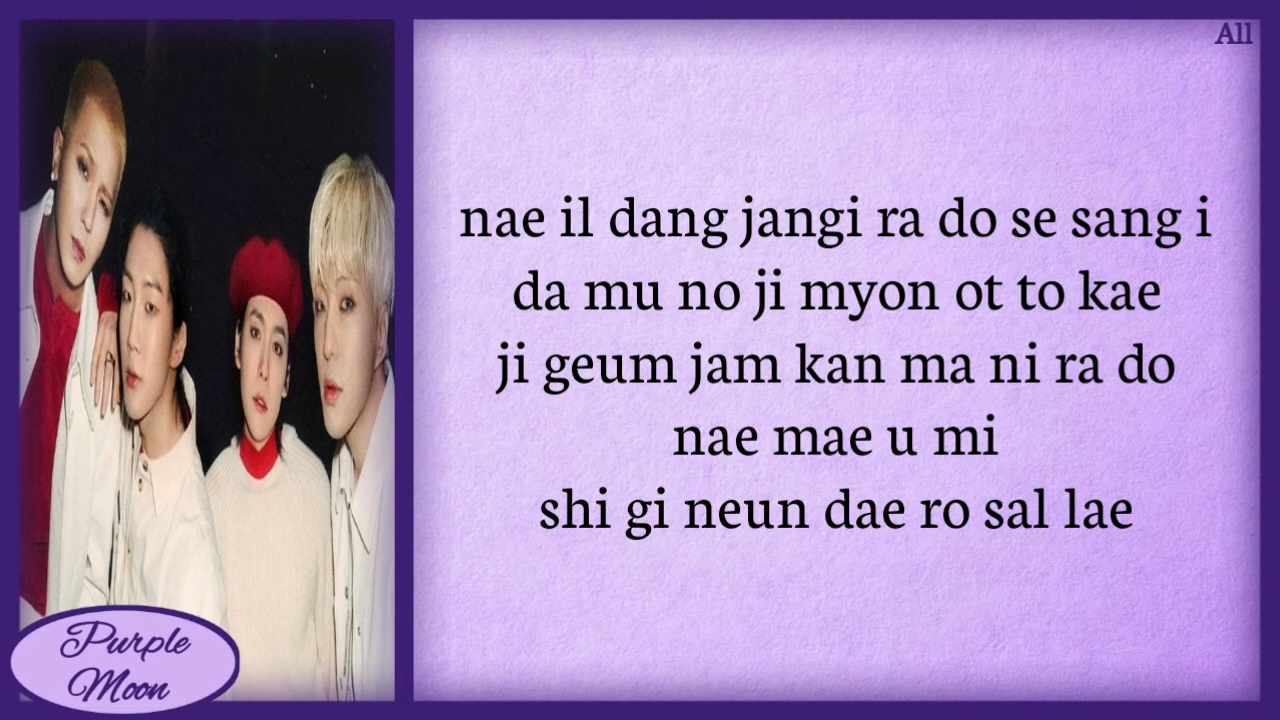 All
nae il dang jangi ra do se sang i
da mu no ji myon ot to kae
ji geum jam kan ma ni ra do
nae mae u mi
shi gi neun dae ro sal lae
Purple
Moon